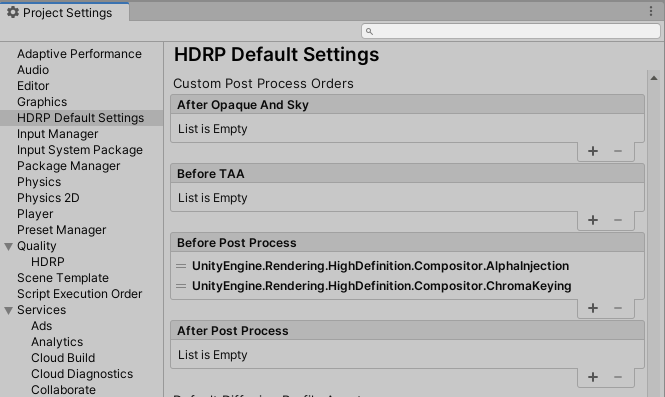 Project Settings
HDRP Default Settings
Adaptive Performance
Audio
Editor
Graphics
HDRP Default Settings
Input Manager
Input System Package
Package Manager
Physics
Physics 2D
Player
Preset Manager
Quality
HDRP
Scene Template
Script Execution Order
Services
Ads
Analytics
Cloud Build
Cloud Diagnostics
Collaborate
Custom Post Process Orders
After Opaque And Sky
List is Empty
Before TAA
List is Empty
Before Post Process
UnityEngine.Rendering.HighDefinition.Compositor.AlphaInjection
UnityEngine.Rendering.HighDefinition.Compositor.ChromaKeying
After Post Process
List is Empty